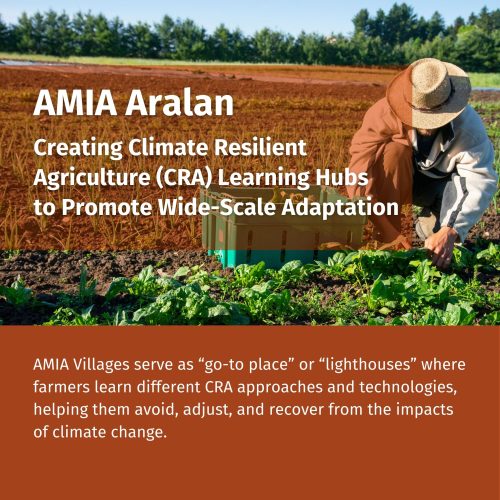 AMIA Aralan
Creating Climate Resilient
Agriculture (CRA) Learning Hubs
to Promote Wide-Scale Adaptation
AMIA Villages serve as “go-to place” or “lighthouses” where
farmers learn different CRA approaches and technologies,
helping them avoid, adjust, and recover from the impacts
of climate change.